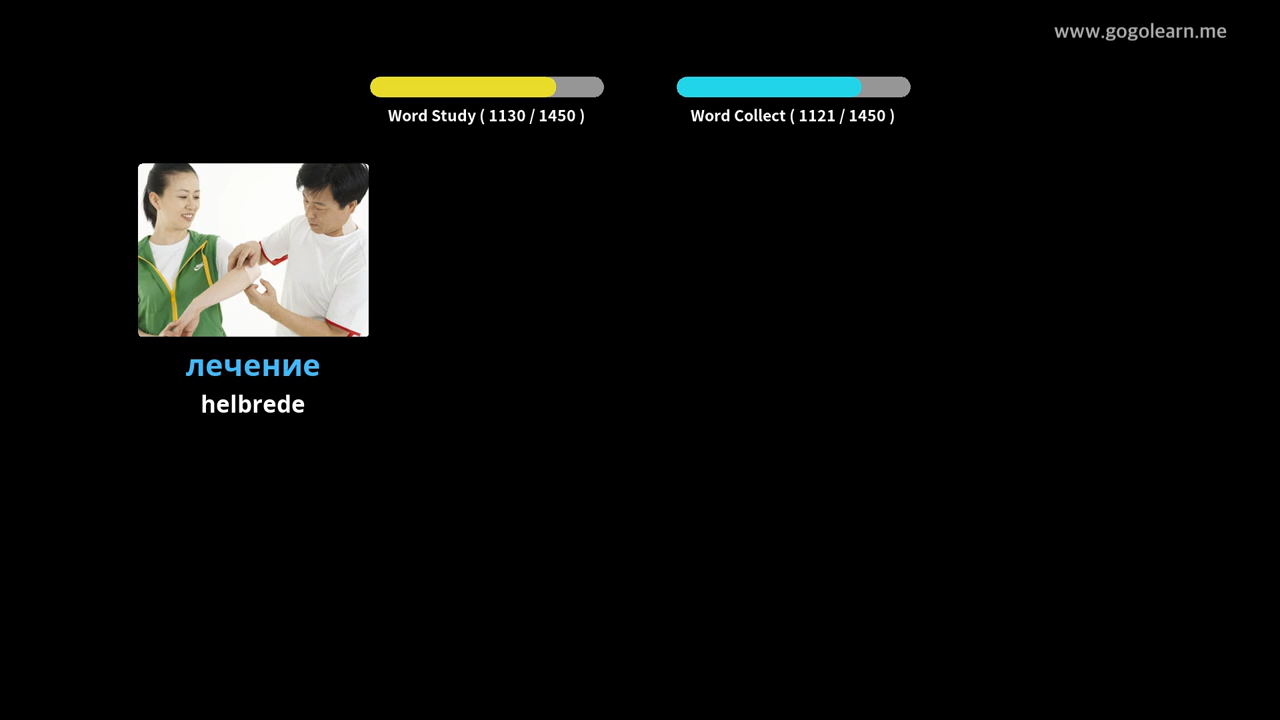 www.gogolearn.me
Word Study ( 1130 / 1450 )
Word Collect ( 1121 / 1450 )
лечение
helbrede